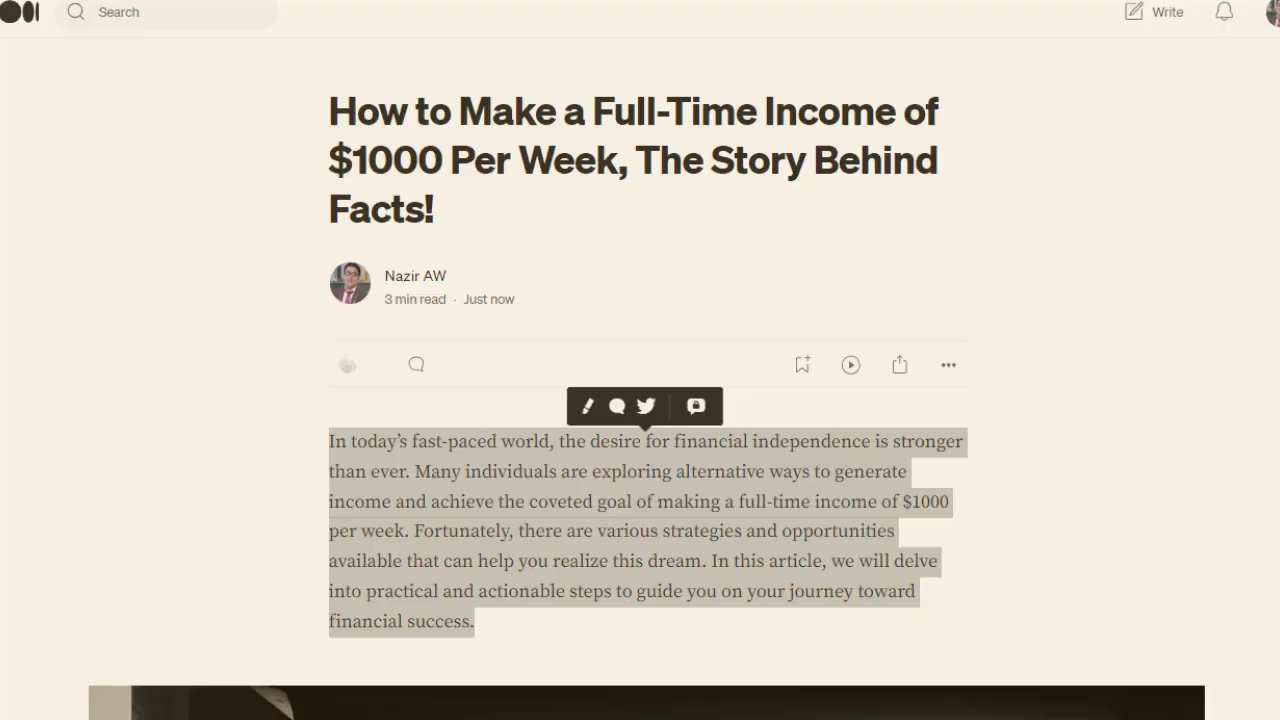 Search
Write
How to Make a Full-Time Income of
$1000 Per Week, The Story Behind
Facts!
Nazir AW
3 min read · Just now
In today’s fast-paced world, the desire for financial independence is stronger
than ever. Many individuals are exploring alternative ways to generate
income and achieve the coveted goal of making a full-time income of $1000
per week. Fortunately, there are various strategies and opportunities
available that can help you realize this dream. In this article, we will delve
into practical and actionable steps to guide you on your journey toward
financial success.